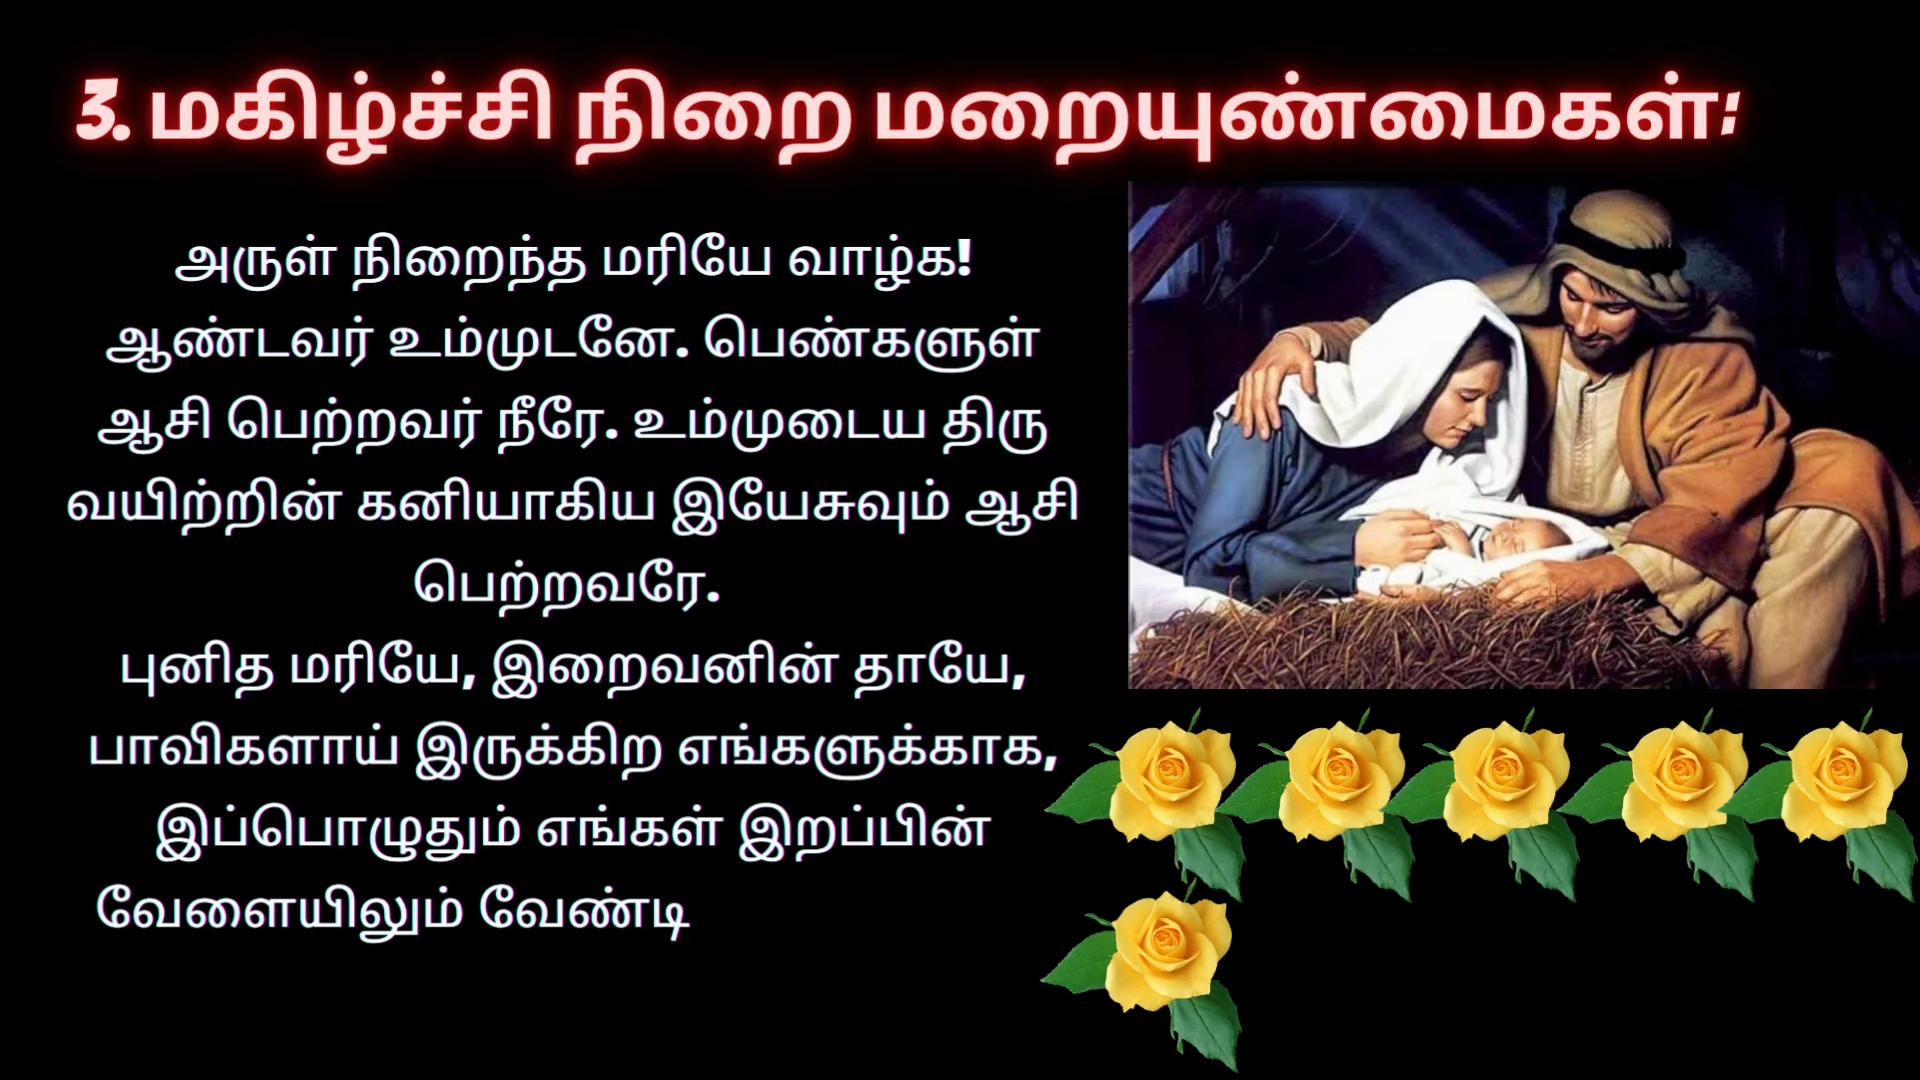 3. மகிழ்ச்சி நிறை மறையுண்மைகள்:
அருள் நிறைந்த மரியே வாழ்க!
ஆண்டவர் உம்முடனே. பெண்களுள்
ஆசி பெற்றவர் நீரே. உம்முடைய திரு
வயிற்றின் கனியாகிய இயேசுவும் ஆசி
பெற்றவரே.
புனித மரியே, இறைவனின் தாயே,
பாவிகளாய் இருக்கிற எங்களுக்காக,
இப்பொழுதும் எங்கள் இறப்பின்
வேளையிலும் வேண்டி